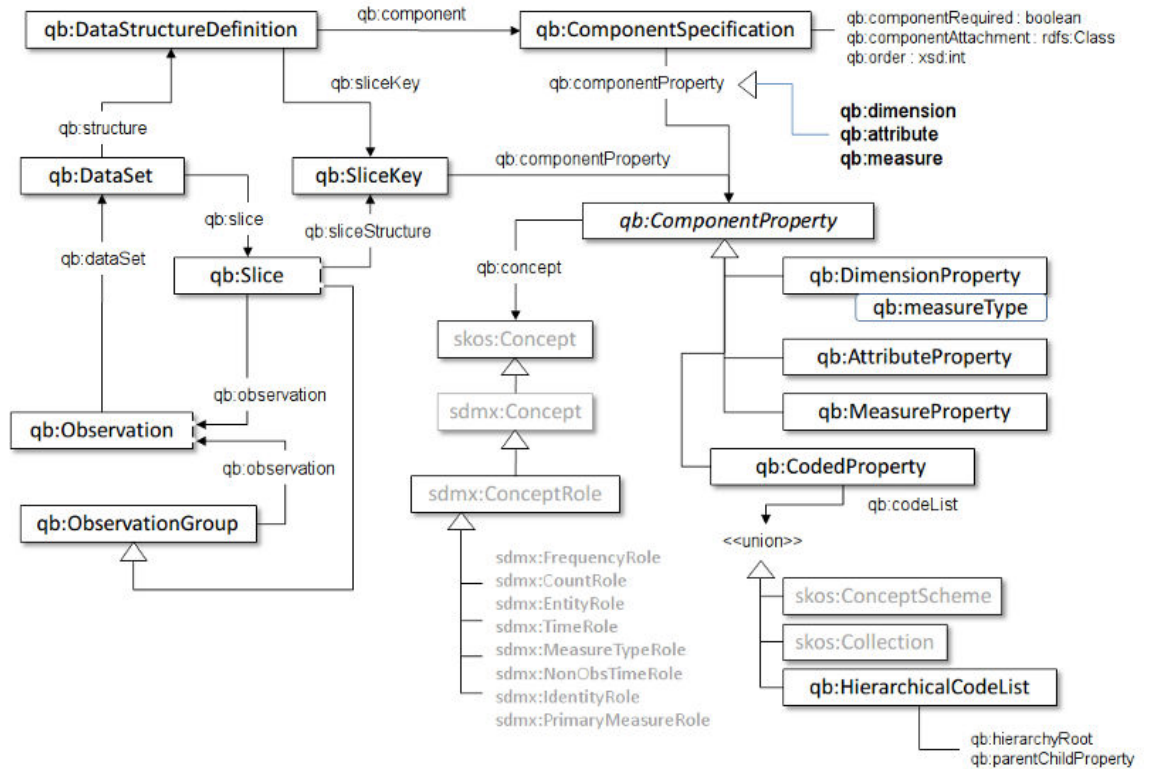 qb:DataStructureDefinition
qb:component
qb:ComponentSpecification
qb:componentRequired : boolean
qb:componentAttachment : rdfs:Class
qb:order : xsd:int
qb:sliceKey
qb:componentProperty
qb:dimension
qb:attribute
qb:measure
qb:structure
qb:DataSet
qb:SliceKey
qb:componentProperty
qb:slice
qb:sliceStructure
qb:ComponentProperty
qb:dataSet
qb:Slice
qb:concept
qb:DimensionProperty
qb:measureType
skos:Concept
qb:AttributeProperty
qb:observation
sdmx:Concept
qb:MeasureProperty
qb:Observation
qb:observation
qb:CodedProperty
sdmx:ConceptRole
qb:codeList
qb:ObservationGroup
<<union>>
sdmx:FrequencyRole
sdmx:CountRole
sdmx:EntityRole
sdmx:TimeRole
sdmx:MeasureTypeRole
sdmx:NonObsTimeRole
sdmx:IdentityRole
sdmx:PrimaryMeasureRole
skos:ConceptScheme
skos:Collection
qb:HierarchicalCodeList
qb:hierarchyRoot
qb:parentChildProperty